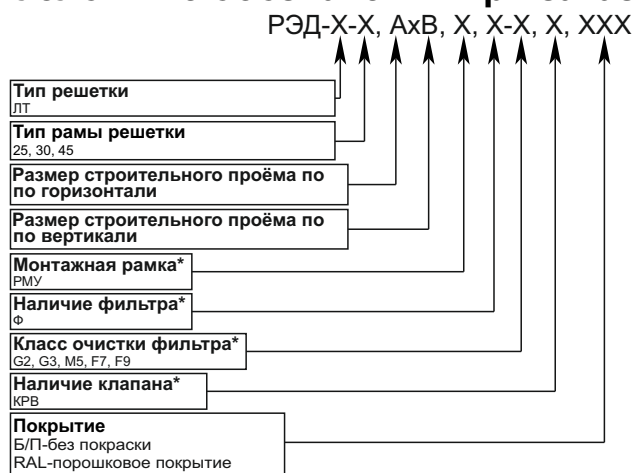 РЭД-Х-Х, АхВ, Х, Х-Х, Х, ХХХ
Тип решетки
ЛТ
Тип рамы решетки
25, 30, 45
Размер строительного проёма по
по горизонтали
Размер строительного проёма по
по вертикали
Монтажная рамка*
РМУ
Наличие фильтра*
Ф
Класс очистки фильтра*
G2, G3, M5, F7, F9
Наличие клапана*
КРВ
Покрытие
Б/П-без покраски
RAL-порошковое покрытие